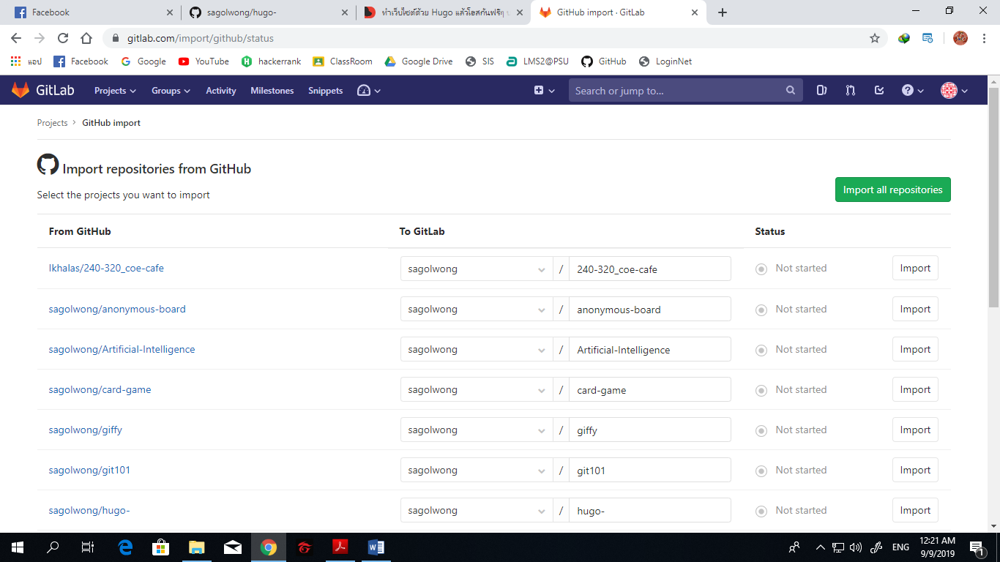 Facebook
sagolwong/hugo-
ทำเว็บไซต์ด้วย Hugo แล้วโฮสกันฟรีๆ
GitHub import · GitLab
gitlab.com/import/github/status
แอป Facebook Google YouTube hackerrank ClassRoom Google Drive SIS LMS2@PSU GitHub LoginNet
GitLab Projects Groups Activity Milestones Snippets Search or jump to...
Projects > GitHub import
Import repositories from GitHub
Select the projects you want to import
Import all repositories
From GitHub To GitLab Status
Ikhalas/240-320_coe-cafe sagolwong / 240-320_coe-cafe Not started Import
sagolwong/anonymous-board sagolwong / anonymous-board Not started Import
sagolwong/Artificial-Intelligence sagolwong / Artificial-Intelligence Not started Import
sagolwong/card-game sagolwong / card-game Not started Import
sagolwong/giffy sagolwong / giffy Not started Import
sagolwong/git101 sagolwong / git101 Not started Import
sagolwong/hugo- sagolwong / hugo- Not started Import
ENG
12:21 AM
9/9/2019
1